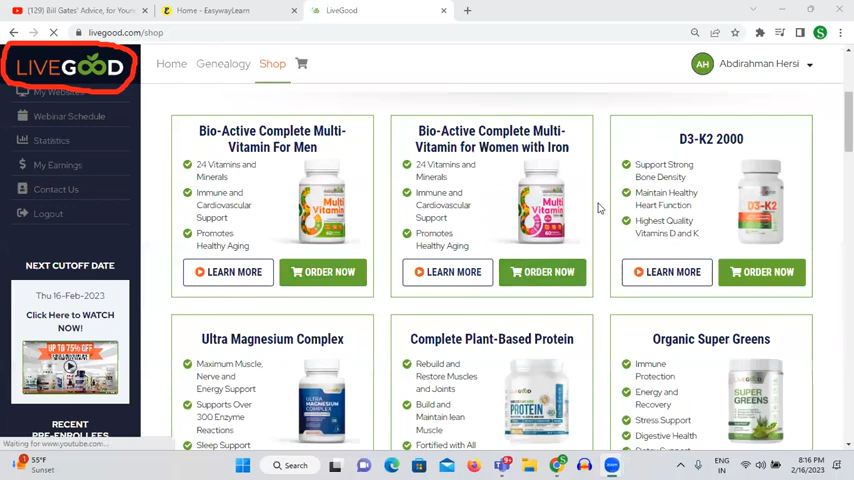 (129) Bill Gates' Advice, for Youn
Home - EasywayLearn
LiveGood
livegood.com/shop
LIVEGOOD
Home
Genealogy
Shop
AH
Abdirahman Hersi
My Websites
Webinar Schedule
Statistics
My Earnings
Contact Us
Logout
NEXT CUTOFF DATE
Thu 16-Feb-2023
Click Here to WATCH
NOW!
UP TO 75% OFF
RECENT
PRE-ENROLLEES
Bio-Active Complete Multi-
Vitamin For Men
24 Vitamins and
Minerals
Immune and
Cardiovascular
Support
Promotes
Healthy Aging
Multi
Vitamin
LEARN MORE
ORDER NOW
Bio-Active Complete Multi-
Vitamin for Women with Iron
24 Vitamins and
Minerals
Immune and
Cardiovascular
Support
Promotes
Healthy Aging
Multi
Vitamin
LEARN MORE
ORDER NOW
D3-K2 2000
Support Strong
Bone Density
Maintain Healthy
Heart Function
Highest Quality
Vitamins D and K
D3-K2
LEARN MORE
ORDER NOW
Ultra Magnesium Complex
Maximum Muscle,
Nerve and
Energy Support
Supports Over
300 Enzyme
Reactions
Sleep Support
ULTRA
MAGNESIUM
COMPLEX
Complete Plant-Based Protein
Rebuild and
Restore Muscles
and Joints
Build and
Maintain lean
Muscle
Fortified with All
PROTEIN
Organic Super Greens
Immune
Protection
Energy and
Recovery
Stress Support
Digestive Health
SUPER
GREENS
Waiting for www.youtube.com...
55°F
Sunset
Search
ENG
IN
8:16 PM
2/16/2023